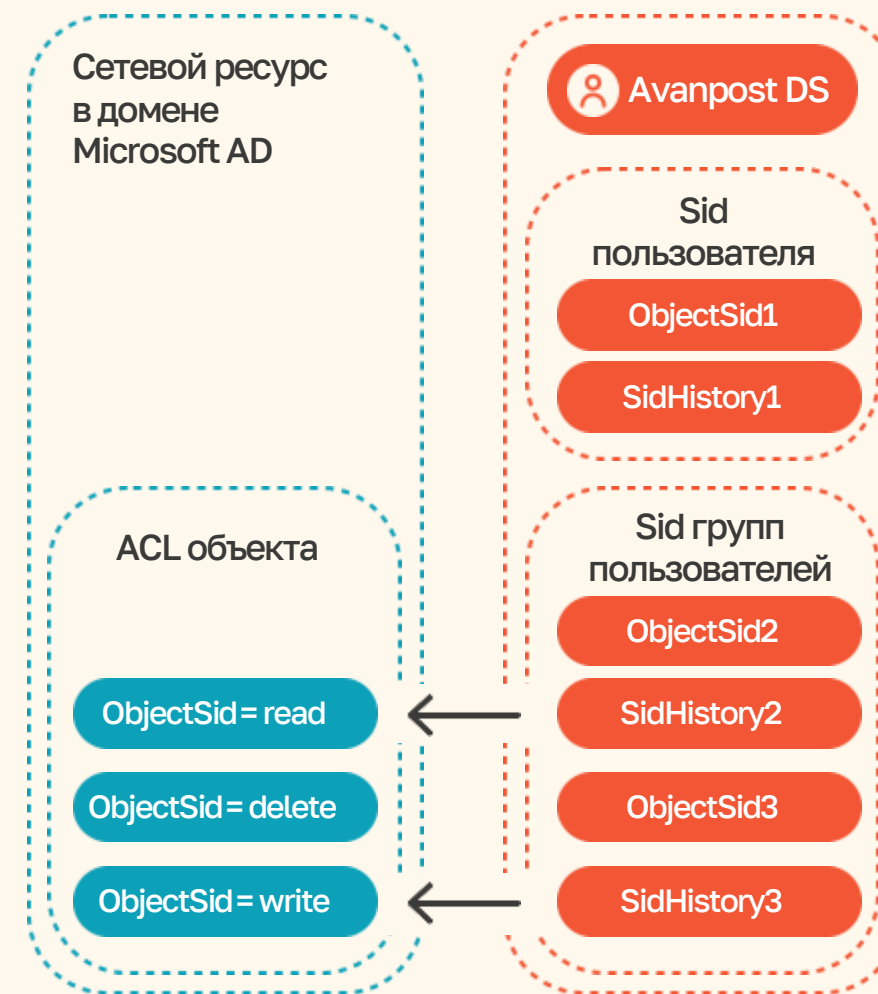 Сетевой ресурс
в домене
Microsoft AD
ACL объекта
ObjectSid = read
ObjectSid = delete
ObjectSid = write
Avanpost DS
Sid
пользователя
ObjectSid1
SidHistory1
Sid групп
пользователей
ObjectSid2
SidHistory2
ObjectSid3
SidHistory3